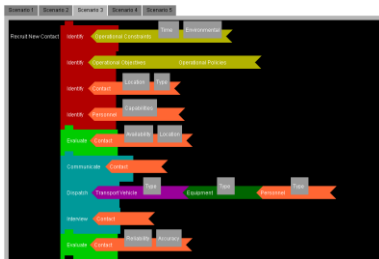 Scenario 1 Scenario 2 Scenario 3 Scenario 4 Scenario 5
Time Environmental
Recruit New Contact Identify Operational Constraints
Identify Operational Objectives Operational Policies
Location Type
Identify Contact
Capabilities
Identify Personnel
Availability Location
Evaluate Contact
Communicate Contact
Type Type Type
Dispatch Transport Vehicle Equipment Personnel
Interview Contact
Reliability Accuracy
Evaluate Contact